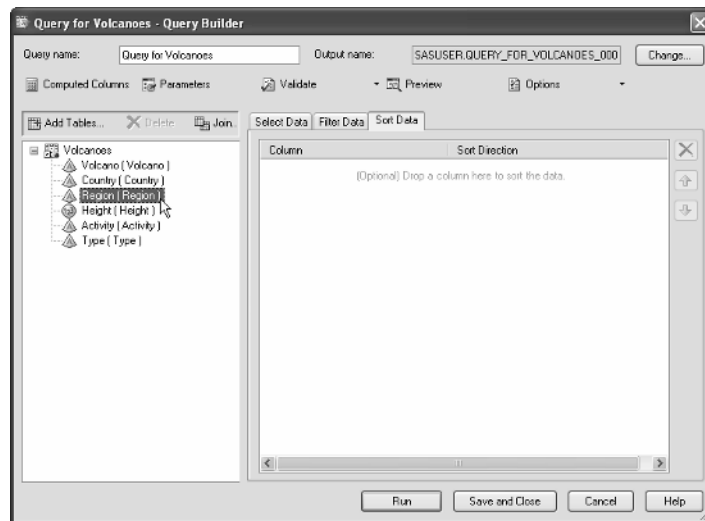 Query for Volcanoes - Query Builder
Query name: Query for Volcanoes Output name: SASUSER.QUERY_FOR_VOLCANOES_000 Change...
Computed Columns Parameters Validate Preview Options
Add Tables... Delete Join... Select Data Filter Data Sort Data
Volcanoes
Volcano ( Volcano )
Country ( Country )
Region ( Region )
Height ( Height )
Activity ( Activity )
Type ( Type )
Column Sort Direction
(Optional) Drop a column here to sort the data.
Run Save and Close Cancel Help